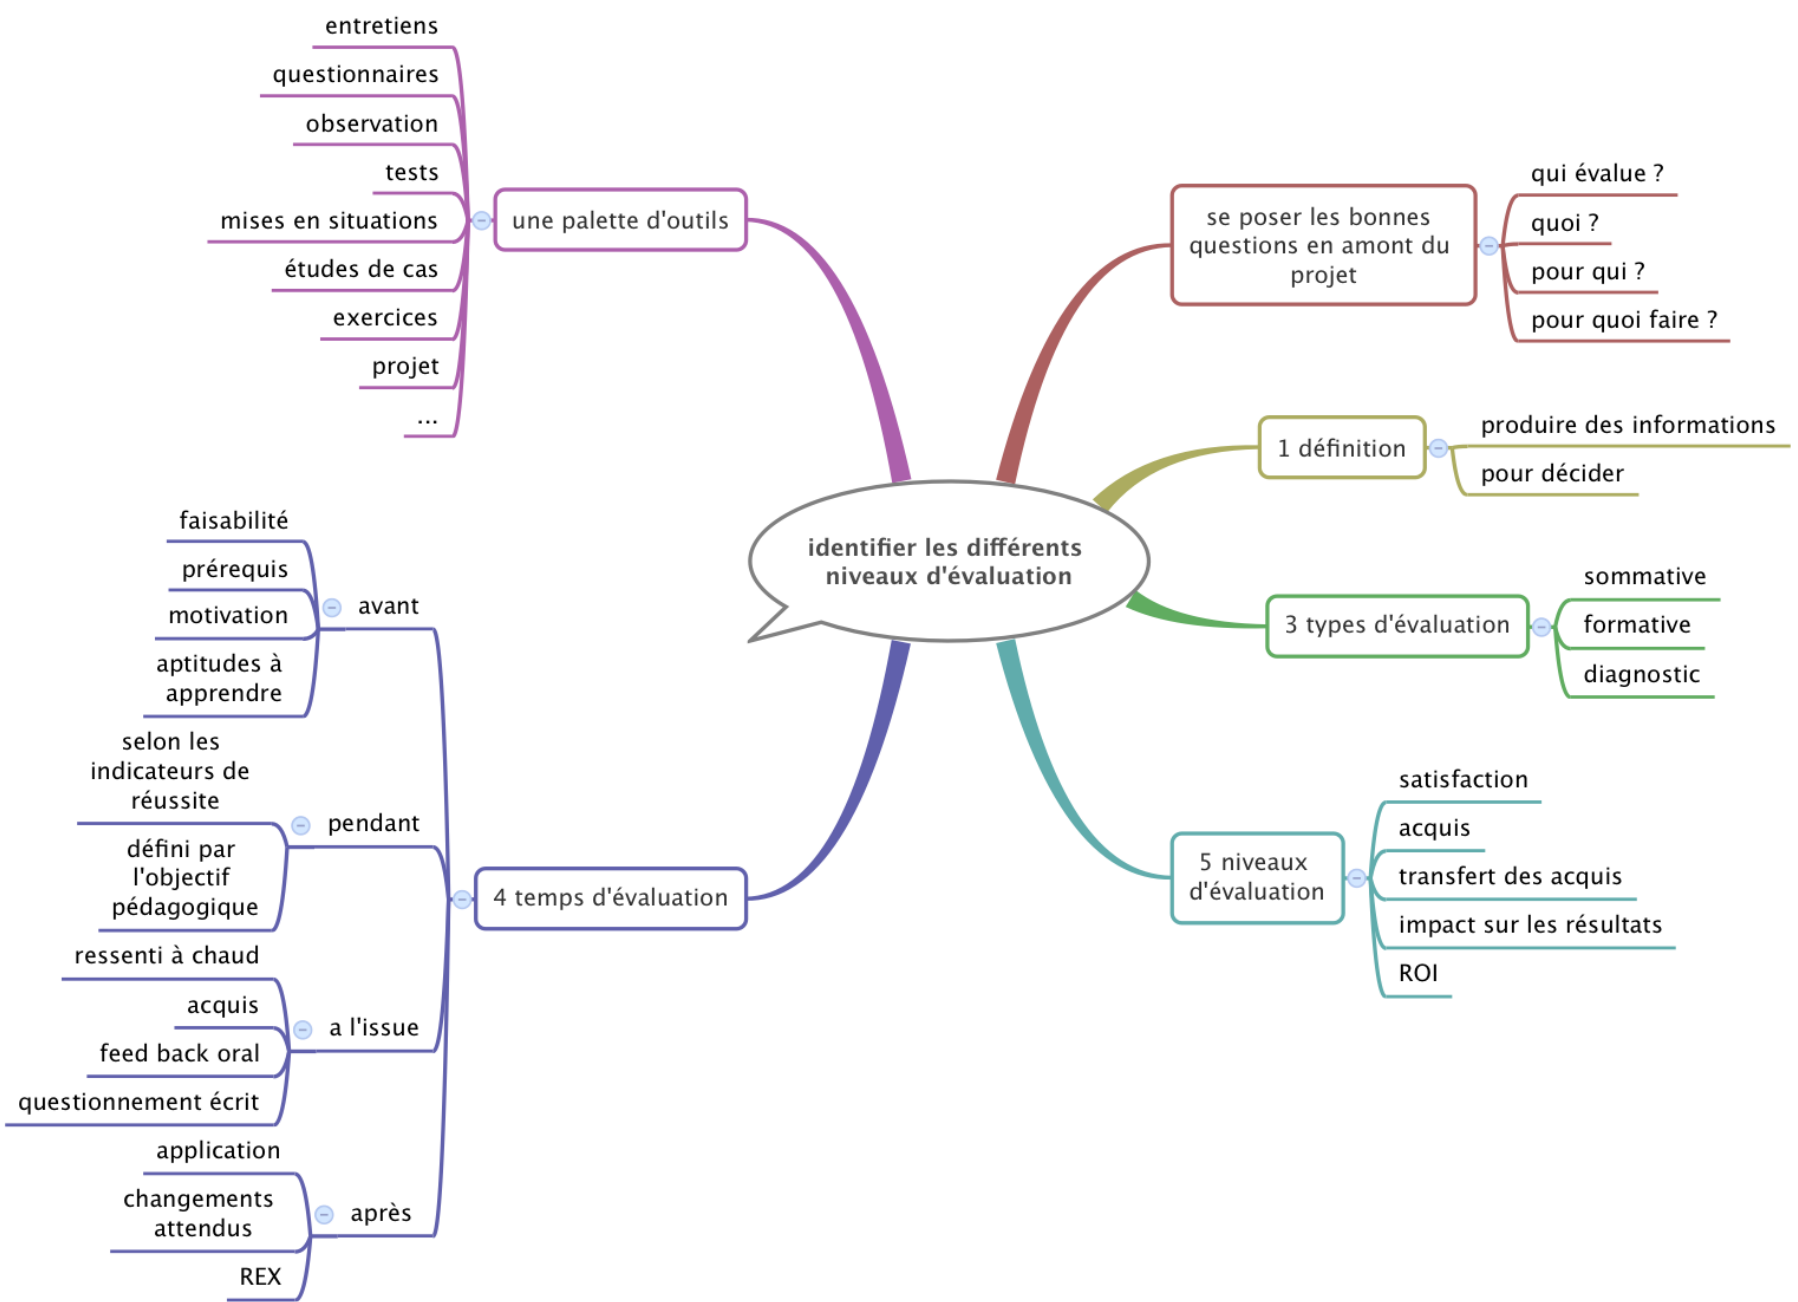 identifier les différents
niveaux d'évaluation
se poser les bonnes
questions en amont du
projet
qui évalue ?
quoi ?
pour qui ?
pour quoi faire ?
1 définition
produire des informations
pour décider
3 types d'évaluation
sommative
formative
diagnostic
5 niveaux
d'évaluation
satisfaction
acquis
transfert des acquis
impact sur les résultats
ROI
4 temps d'évaluation
avant
faisabilité
prérequis
motivation
aptitudes à
apprendre
pendant
selon les
indicateurs de
réussite
défini par
l'objectif
pédagogique
a l'issue
ressenti à chaud
acquis
feed back oral
questionnement écrit
après
application
changements
attendus
REX
une palette d'outils
entretiens
questionnaires
observation
tests
mises en situations
études de cas
exercices
projet
...